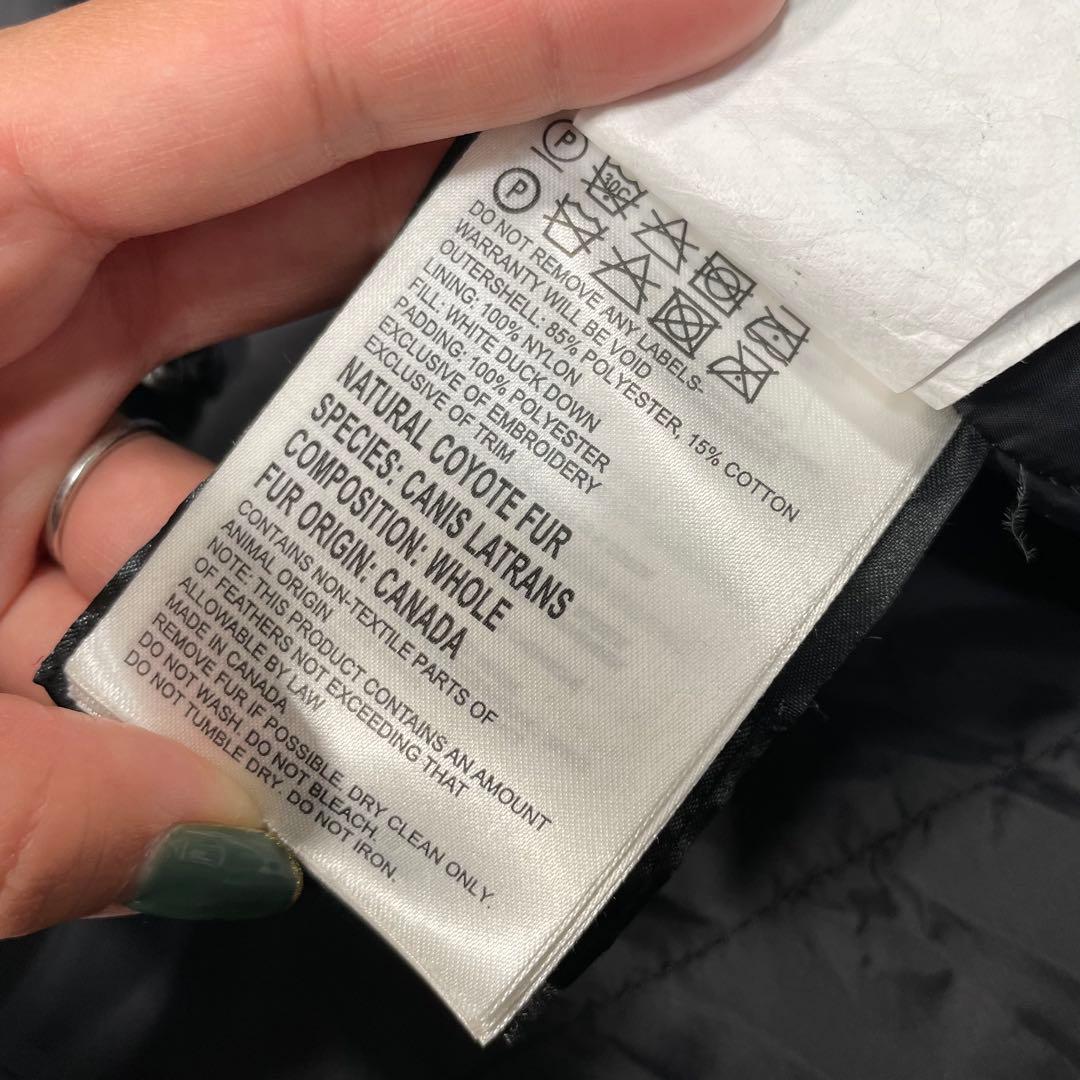 P 30C
P
DO NOT REMOVE ANY LABELS-
WARRANTY WILL BE VOID
OUTERSHELL: 85% POLYESTER, 15% COTTON
LINING: 100% NYLON
FILL: WHITE DUCK DOWN
PADDING: 100% POLYESTER
EXCLUSIVE OF EMBROIDERY
EXCLUSIVE OF TRIM
NATURAL COYOTE FUR
SPECIES: CANIS LATRANS
COMPOSITION: WHOLE
FUR ORIGIN: CANADA
CONTAINS NON-TEXTILE PARTS OF
ANIMAL ORIGIN
NOTE: THIS PRODUCT CONTAINS AN AMOUNT
OF FEATHERS NOT EXCEEDING THAT
ALLOWABLE BY LAW
MADE IN CANADA
REMOVE FUR IF POSSIBLE. DRY CLEAN ONLY.
DO NOT WASH. DO NOT BLEACH.
DO NOT TUMBLE DRY. DO NOT IRON.